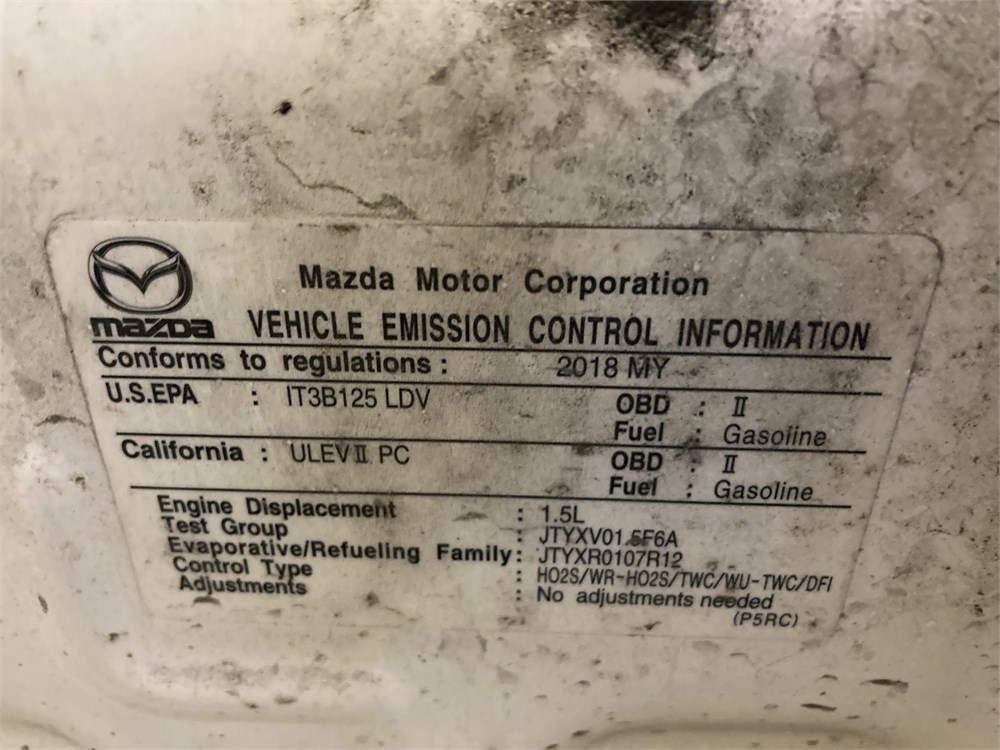 Mazda Motor Corporation
mazda VEHICLE EMISSION CONTROL INFORMATION
Conforms to regulations : 2018 MY
U.S.EPA : IT3B125 LDV OBD : II
Fuel : Gasoline
California : ULEVII PC OBD : II
Fuel : Gasoline
Engine Displacement : 1.5L
Test Group : JTYXV01.5F6A
Evaporative/Refueling Family: JTYXR0107R12
Control Type : HO2S/WR-HO2S/TWC/WU-TWC/DFI
Adjustments : No adjustments needed
(P5RC)